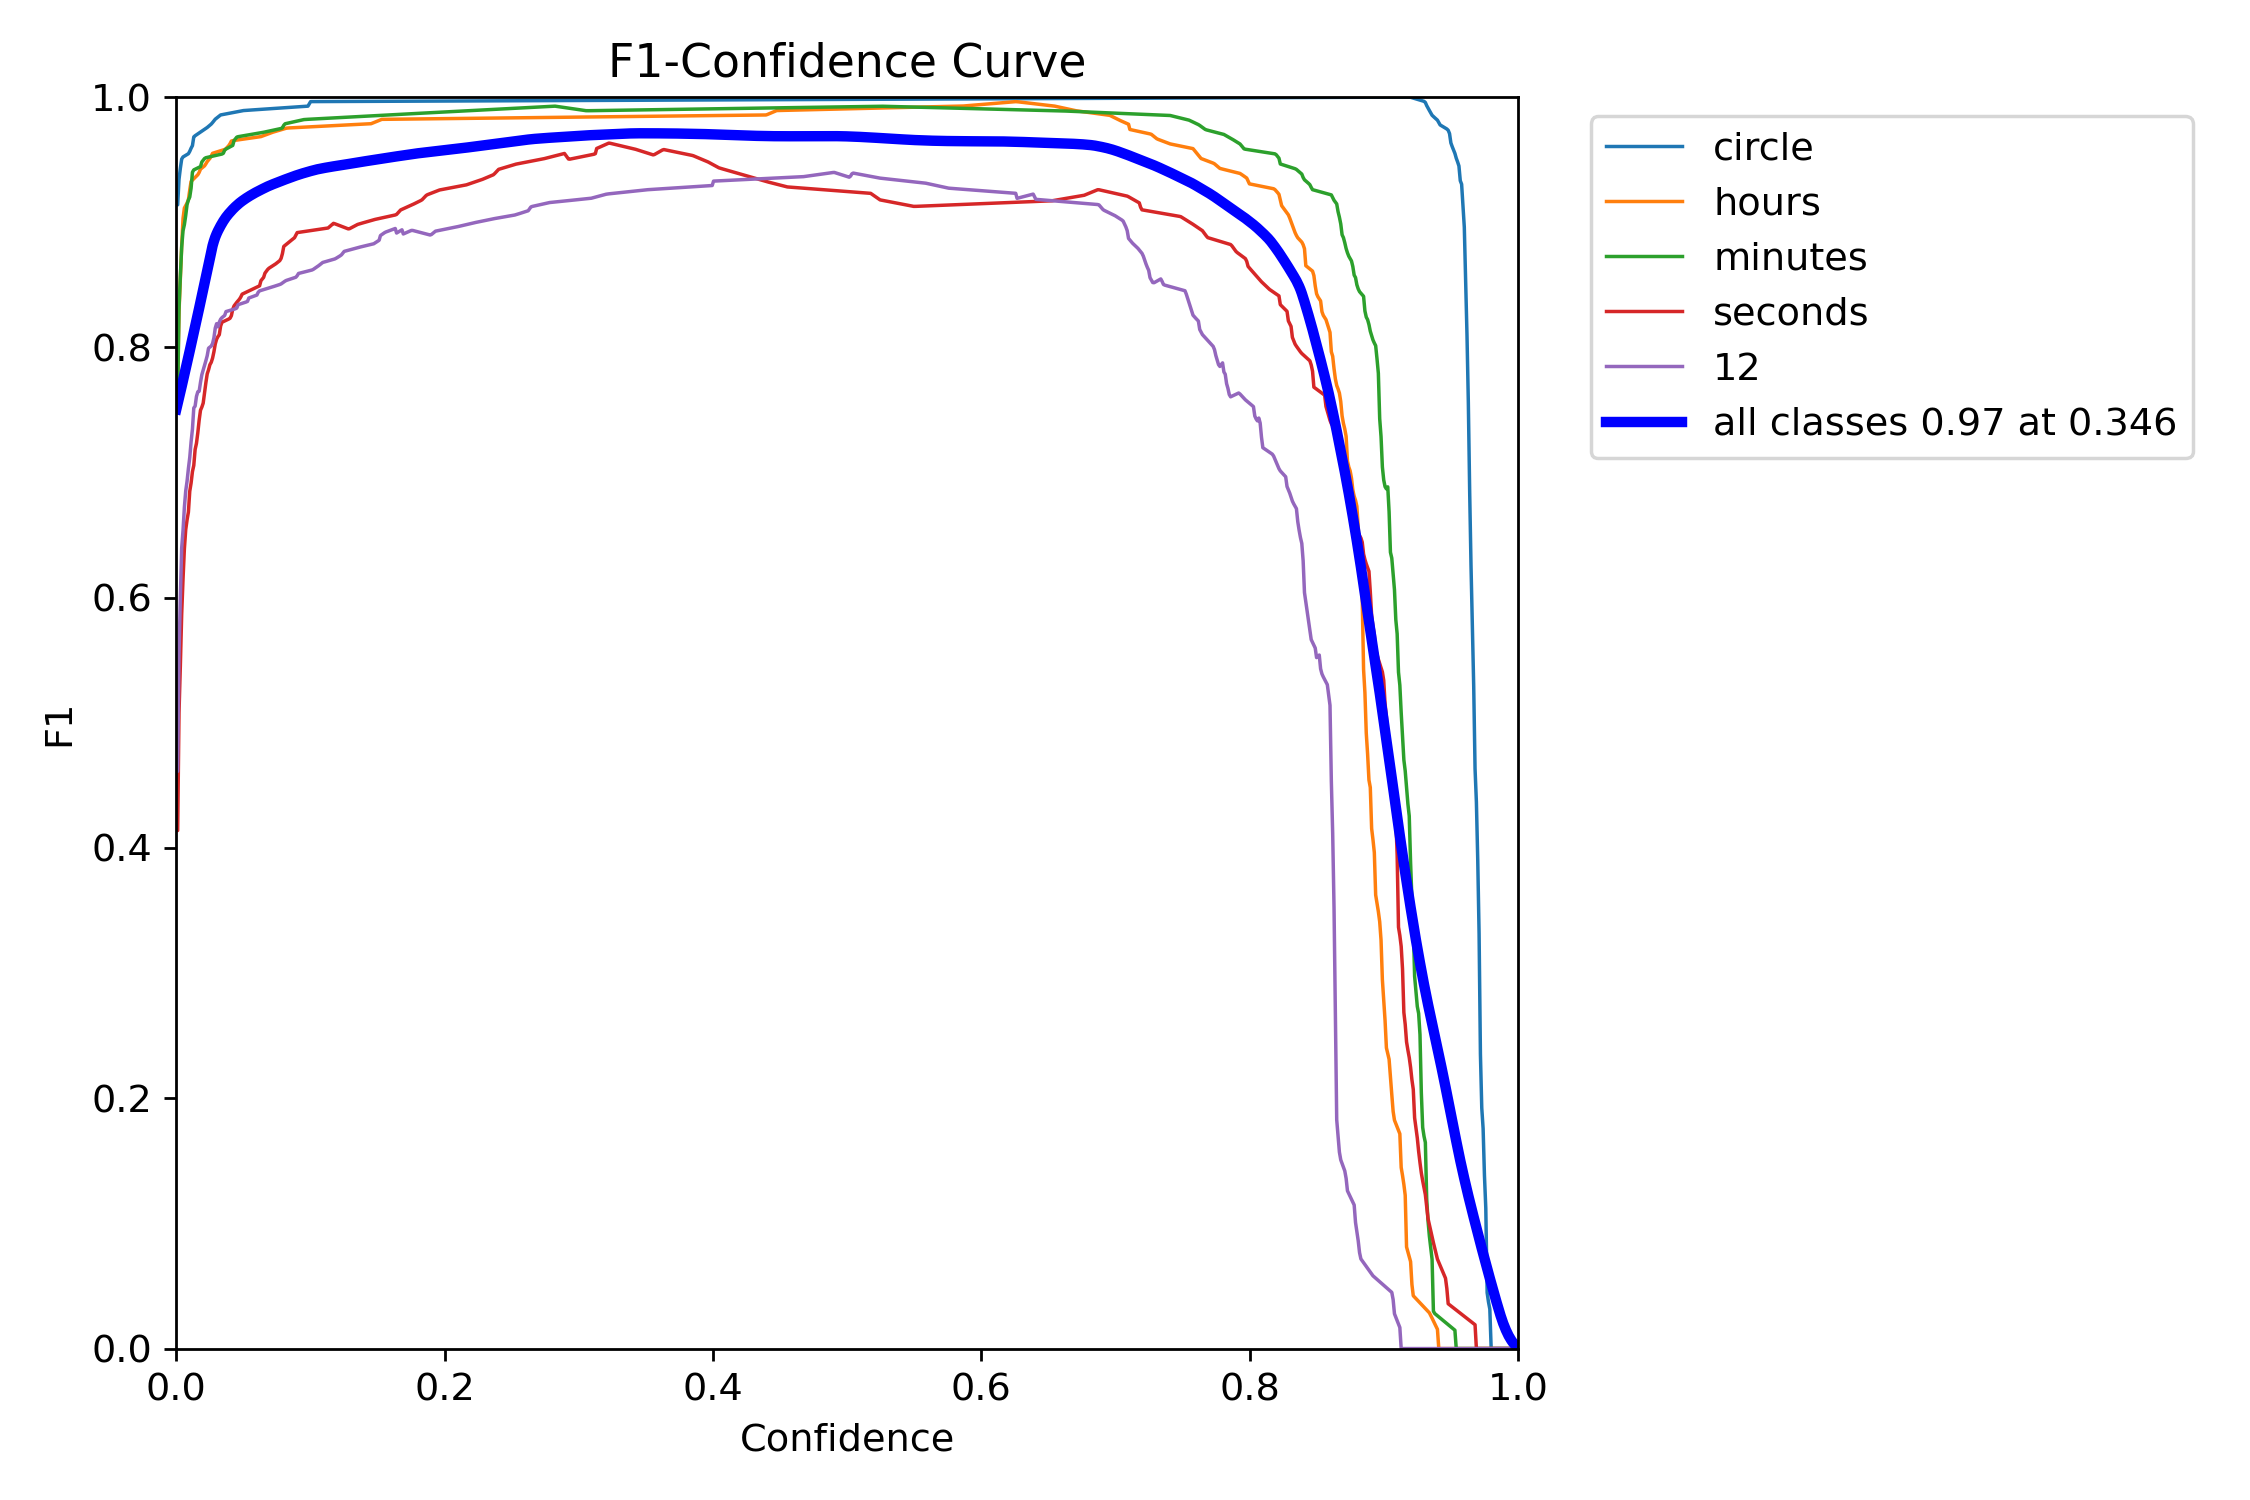 F1-Confidence Curve
1.0
0.8
0.6
0.4
0.2
0.0
F1
0.0 0.2 0.4 0.6 0.8 1.0
Confidence
circle
hours
minutes
seconds
12
all classes 0.97 at 0.346